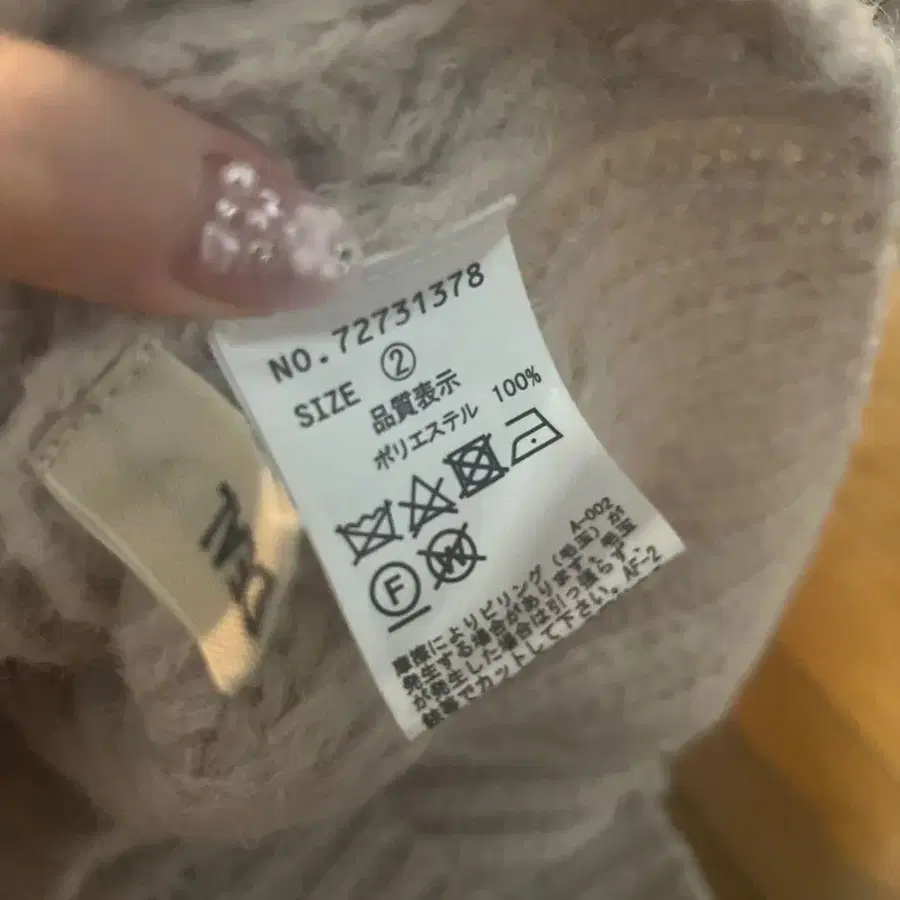 NO.72731378
SIZE ②
品質表示
ポリエステル 100%
F W
A-002
摩擦によりピリング(毛玉)が
発生する場合があります。毛玉
が発生した場合は引っ張らず、
鋏等でカットして下さい。AF-2